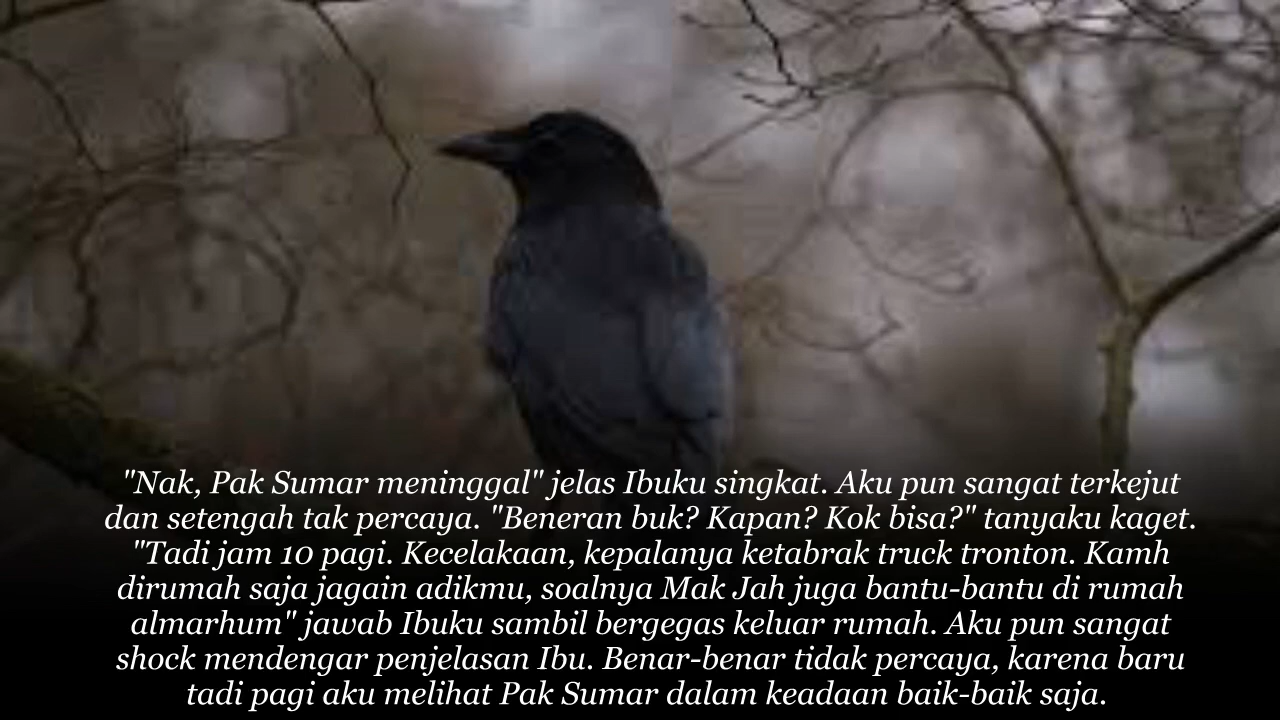 "Nak, Pak Sumar meninggal" jelas Ibuku singkat. Aku pun sangat terkejut
dan setengah tak percaya. "Beneran buk? Kapan? Kok bisa?" tanyaku kaget.
"Tadi jam 10 pagi. Kecelakaan, kepalanya ketabrak truck tronton. Kamh
dirumah saja jagain adikmu, soalnya Mak Jah juga bantu-bantu di rumah
almarhum" jawab Ibuku sambil bergegas keluar rumah. Aku pun sangat
shock mendengar penjelasan Ibu. Benar-benar tidak percaya, karena baru
tadi pagi aku melihat Pak Sumar dalam keadaan baik-baik saja.